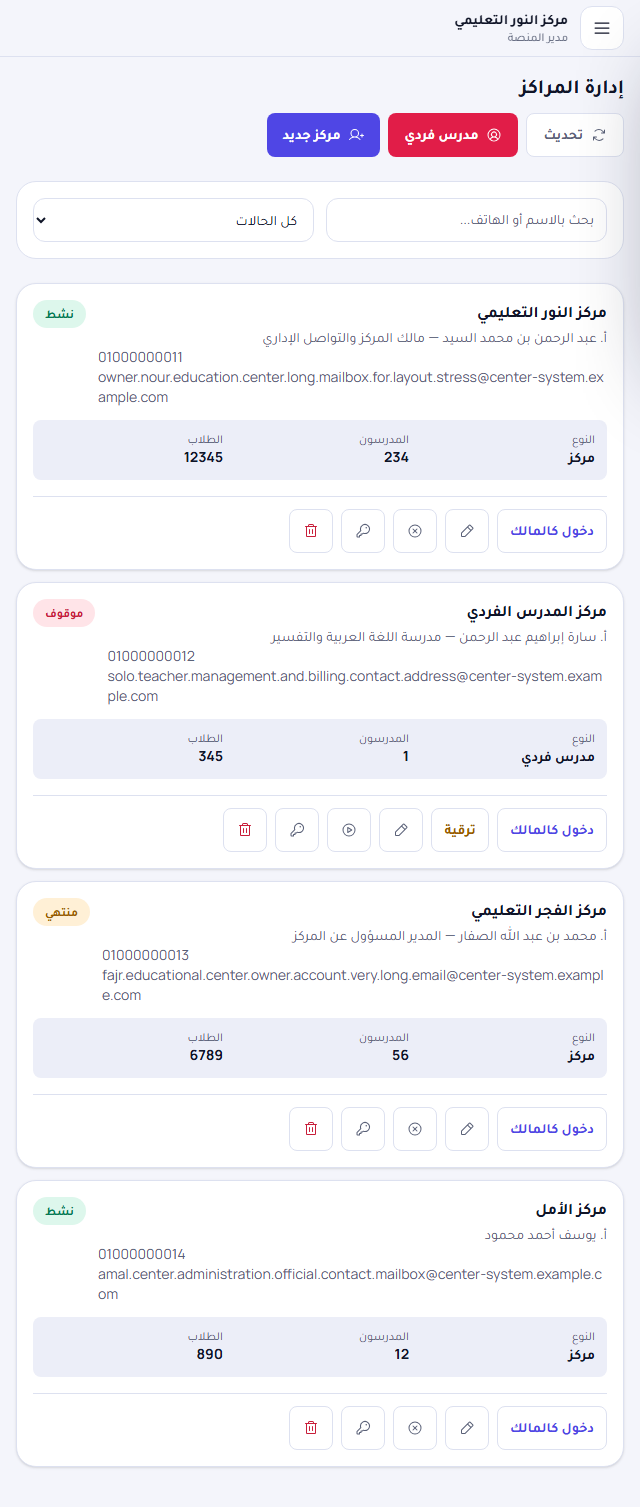 مركز النور التعليمي
مدير المنصة
إدارة المراكز
تحديث
مدرس فردي
مركز جديد
بحث بالاسم أو الهاتف...
كل الحالات
مركز النور التعليمي
نشط
أ. عبد الرحمن بن محمد السيد — مالك المركز والتواصل الإداري
01000000011
owner.nour.education.center.long.mailbox.for.layout.stress@center-system.ex
ample.com
النوع
المدرسون
الطلاب
مركز
234
12345
دخول كالمالك
مركز المدرس الفردي
موقوف
أ. سارة إبراهيم عبد الرحمن — مدرسة اللغة العربية والتفسير
01000000012
solo.teacher.management.and.billing.contact.address@center-system.exam
ple.com
النوع
المدرسون
الطلاب
مدرس فردي
1
345
دخول كالمالك
ترقية
مركز الفجر التعليمي
منتهي
أ. محمد بن عبد الله الصفار — المدير المسؤول عن المركز
01000000013
fajr.educational.center.owner.account.very.long.email@center-system.exampl
e.com
النوع
المدرسون
الطلاب
مركز
56
6789
دخول كالمالك
مركز الأمل
نشط
أ. يوسف أحمد محمود
01000000014
amal.center.administration.official.contact.mailbox@center-system.example.c
om
النوع
المدرسون
الطلاب
مركز
12
890
دخول كالمالك